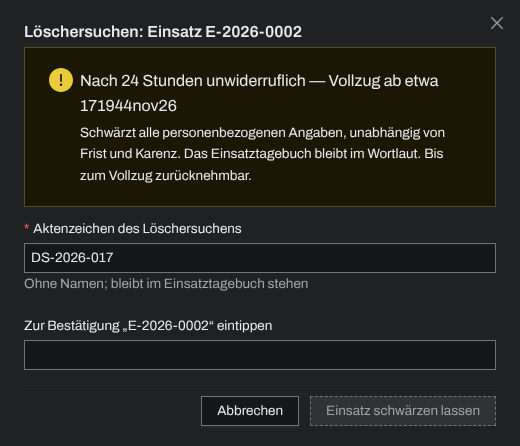 Löschersuchen: Einsatz E-2026-0002
Nach 24 Stunden unwiderruflich — Vollzug ab etwa
171944nov26
Schwärzt alle personenbezogenen Angaben, unabhängig von
Frist und Karenz. Das Einsatztagebuch bleibt im Wortlaut. Bis
zum Vollzug zurücknehmbar.
* Aktenzeichen des Löschersuchens
DS-2026-017
Ohne Namen; bleibt im Einsatztagebuch stehen
Zur Bestätigung „E-2026-0002“ eintippen
Abbrechen
Einsatz schwärzen lassen